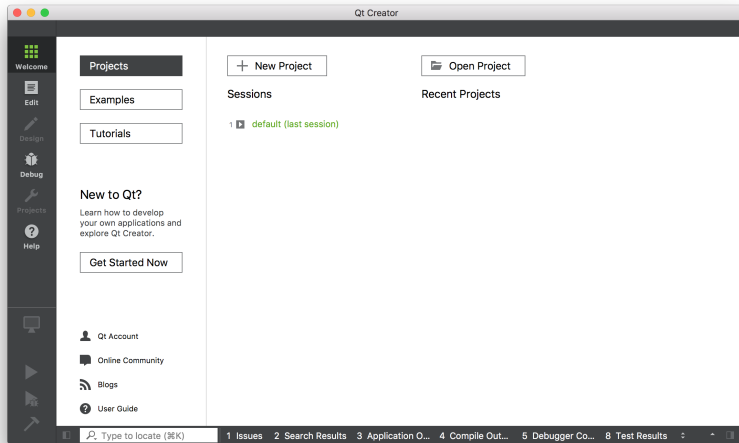 Qt Creator
Welcome
Edit
Design
Debug
Projects
Help
Projects
Examples
Tutorials
New to Qt?
Learn how to develop
your own applications and
explore Qt Creator.
Get Started Now
Qt Account
Online Community
Blogs
User Guide
New Project
Sessions
1 default (last session)
Open Project
Recent Projects
Type to locate (⌘K)
1 Issues 2 Search Results 3 Application O... 4 Compile Out... 5 Debugger Co... 8 Test Results